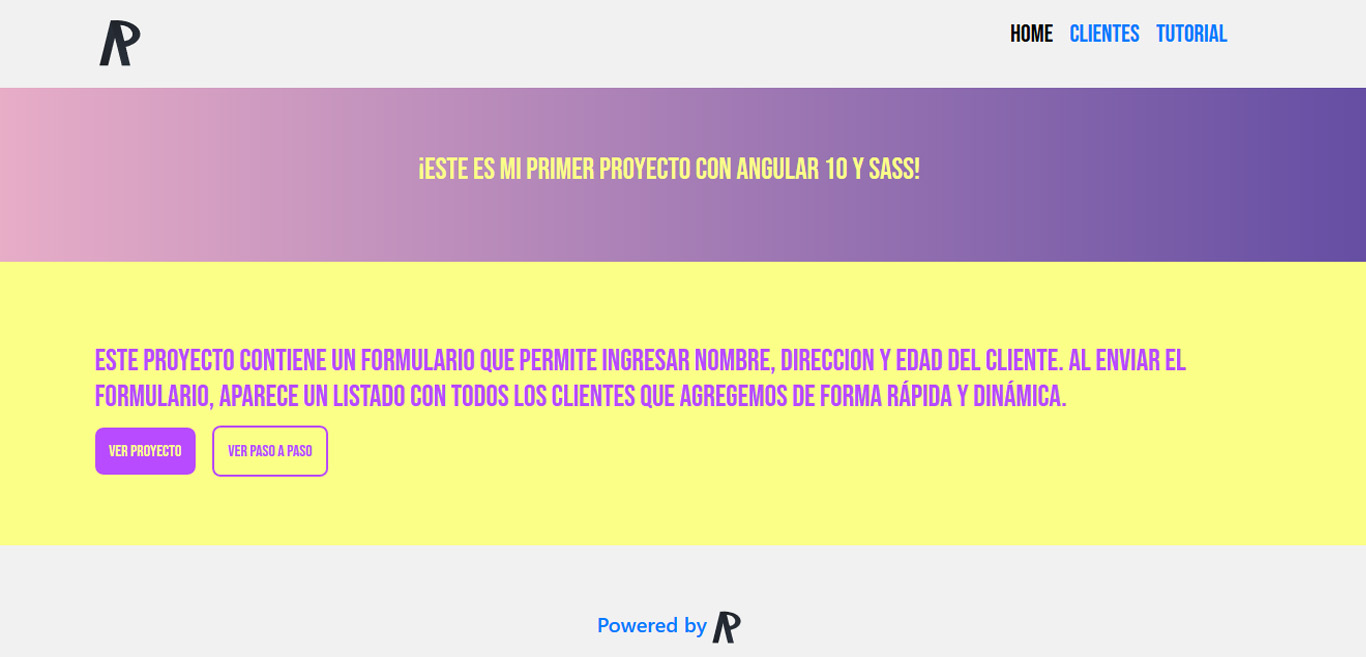 HOME CLIENTES TUTORIAL
¡ESTE ES MI PRIMER PROYECTO CON ANGULAR 10 Y SASS!
ESTE PROYECTO CONTIENE UN FORMULARIO QUE PERMITE INGRESAR NOMBRE, DIRECCION Y EDAD DEL CLIENTE. AL ENVIAR EL
FORMULARIO, APARECE UN LISTADO CON TODOS LOS CLIENTES QUE AGREGEMOS DE FORMA RÁPIDA Y DINÁMICA.
VER PROYECTO VER PASO A PASO
Powered by